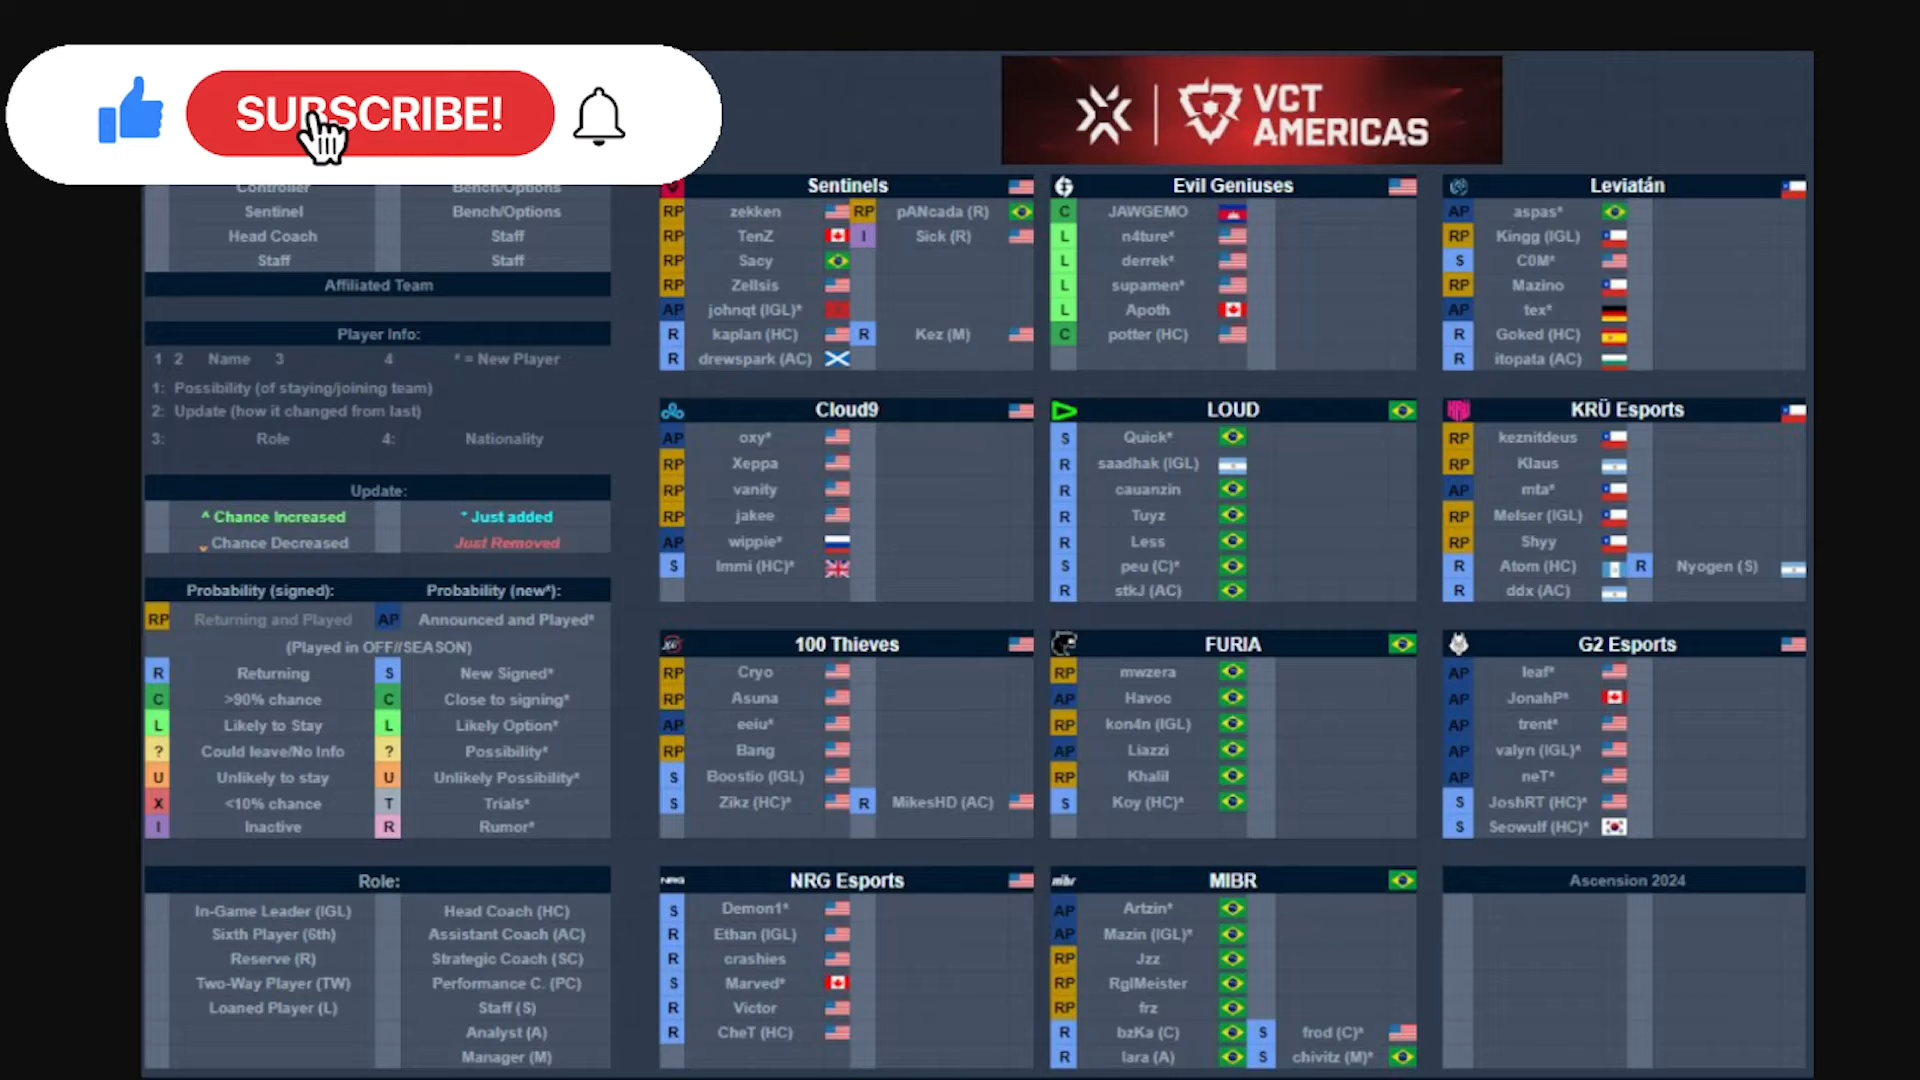 SUBSCRIBE!
VCT
AMERICAS
Controller Bench/Options
Sentinel Bench/Options
Head Coach Staff
Staff Staff
Affiliated Team
Player Info:
1 2 Name 3 4 * = New Player
1: Possibility (of staying/joining team)
2: Update (how it changed from last)
3: Role 4: Nationality
Update:
^ Chance Increased * Just added
Chance Decreased Just Removed
Probability (signed): Probability (new*):
RP Returning and Played AP Announced and Played*
(Played in OFF//SEASON)
R Returning S New Signed*
C >90% chance C Close to signing*
L Likely to Stay L Likely Option*
? Could leave/No Info ? Possibility*
U Unlikely to stay U Unlikely Possibility*
X <10% chance T Trials*
I Inactive R Rumor*
Role:
In-Game Leader (IGL) Head Coach (HC)
Sixth Player (6th) Assistant Coach (AC)
Reserve (R) Strategic Coach (SC)
Two-Way Player (TW) Performance C. (PC)
Loaned Player (L) Staff (S)
Analyst (A)
Manager (M)
Sentinels
RP zekken RP pANcada (R)
RP TenZ I Sick (R)
RP Sacy
RP Zellsis
AP johnqt (IGL)*
R kaplan (HC) R Kez (M)
R drewspark (AC)
Evil Geniuses
C JAWGEMO
L n4ture*
L derrek*
L supamen*
L Apoth
C potter (HC)
Leviatán
AP aspas*
RP Kingg (IGL)
S C0M*
RP Mazino
AP tex*
R Goked (HC)
R itopata (AC)
Cloud9
AP oxy*
RP Xeppa
RP vanity
RP jakee
AP wippie*
S Immi (HC)*
LOUD
S Quick*
R saadhak (IGL)
R cauanzin
R Tuyz
R Less
S peu (C)*
R stkJ (AC)
KRÜ KRÜ Esports
RP keznitdeus
RP Klaus
AP mta*
RP Melser (IGL)
RP Shyy
R Atom (HC) R Nyogen (S)
R ddx (AC)
100 Thieves
RP Cryo
RP Asuna
AP eeiu*
RP Bang
S Boostio (IGL)
S Zikz (HC)* R MikesHD (AC)
FURIA
RP mwzera
AP Havoc
RP kon4n (IGL)
AP Liazzi
RP Khalil
S Koy (HC)*
G2 Esports
AP leaf*
AP JonahP*
AP trent*
AP valyn (IGL)*
AP neT*
S JoshRT (HC)*
S Seowulf (HC)*
NRG NRG Esports
S Demon1*
R Ethan (IGL)
R crashies
S Marved*
R Victor
R CheT (HC)
mibr MIBR
AP Artzin*
AP Mazin (IGL)*
RP Jzz
RP RglMeister
RP frz
R bzKa (C) S frod (C)*
R lara (A) S chivitz (M)*
Ascension 2024